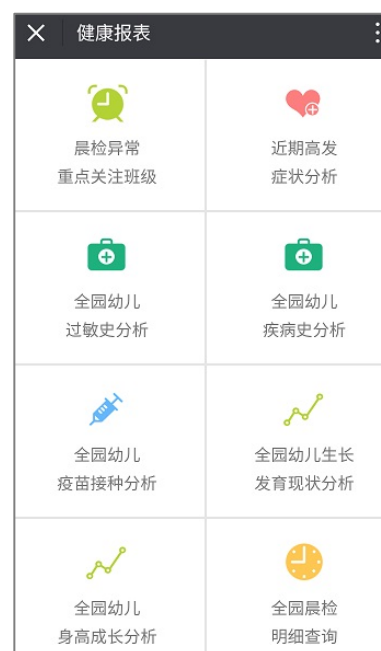 健康报表
晨检异常
重点关注班级
近期高发
症状分析
全园幼儿
过敏史分析
全园幼儿
疾病史分析
全园幼儿
疫苗接种分析
全园幼儿生长
发育现状分析
全园幼儿
身高成长分析
全园晨检
明细查询